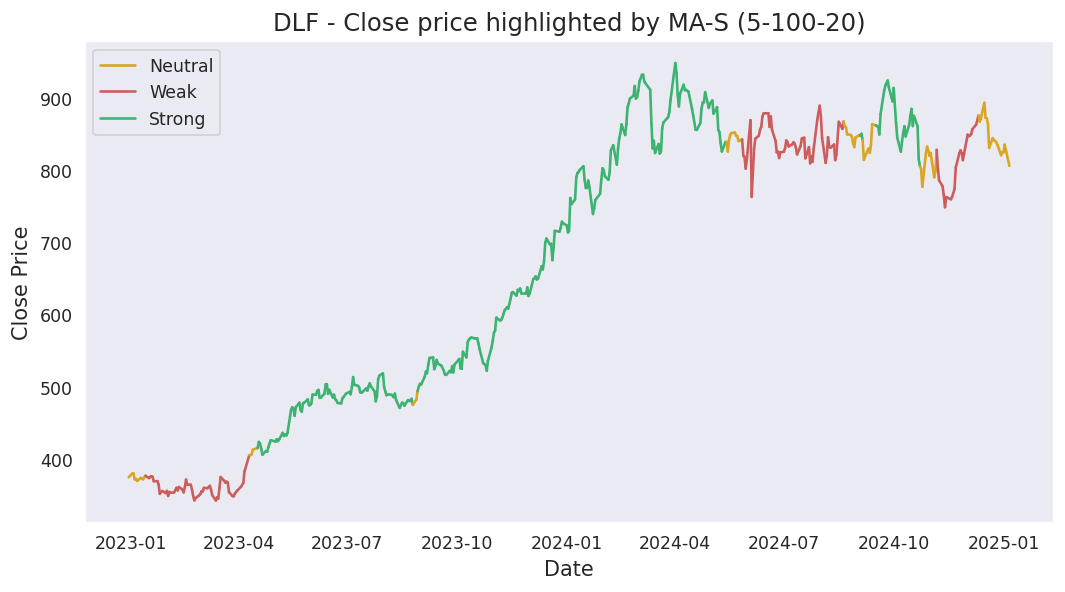 DLF - Close price highlighted by MA-S (5-100-20)
Neutral
Weak
Strong
Close Price
900
800
700
600
500
400
2023-01 2023-04 2023-07 2023-10 2024-01 2024-04 2024-07 2024-10 2025-01
Date